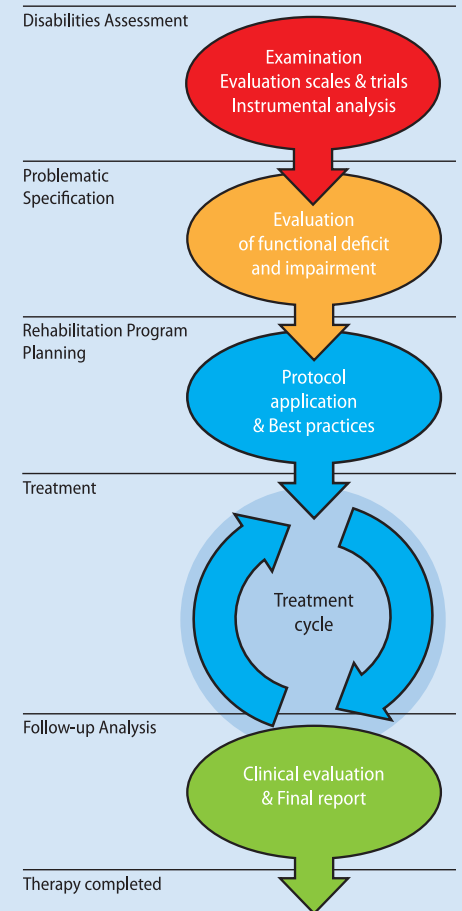 Disabilities Assessment
Examination
Evaluation scales & trials
Instrumental analysis
Problematic
Specification
Evaluation
of functional deficit
and impairment
Rehabilitation Program
Planning
Protocol
application
& Best practices
Treatment
Treatment
cycle
Follow-up Analysis
Clinical evaluation
& Final report
Therapy completed